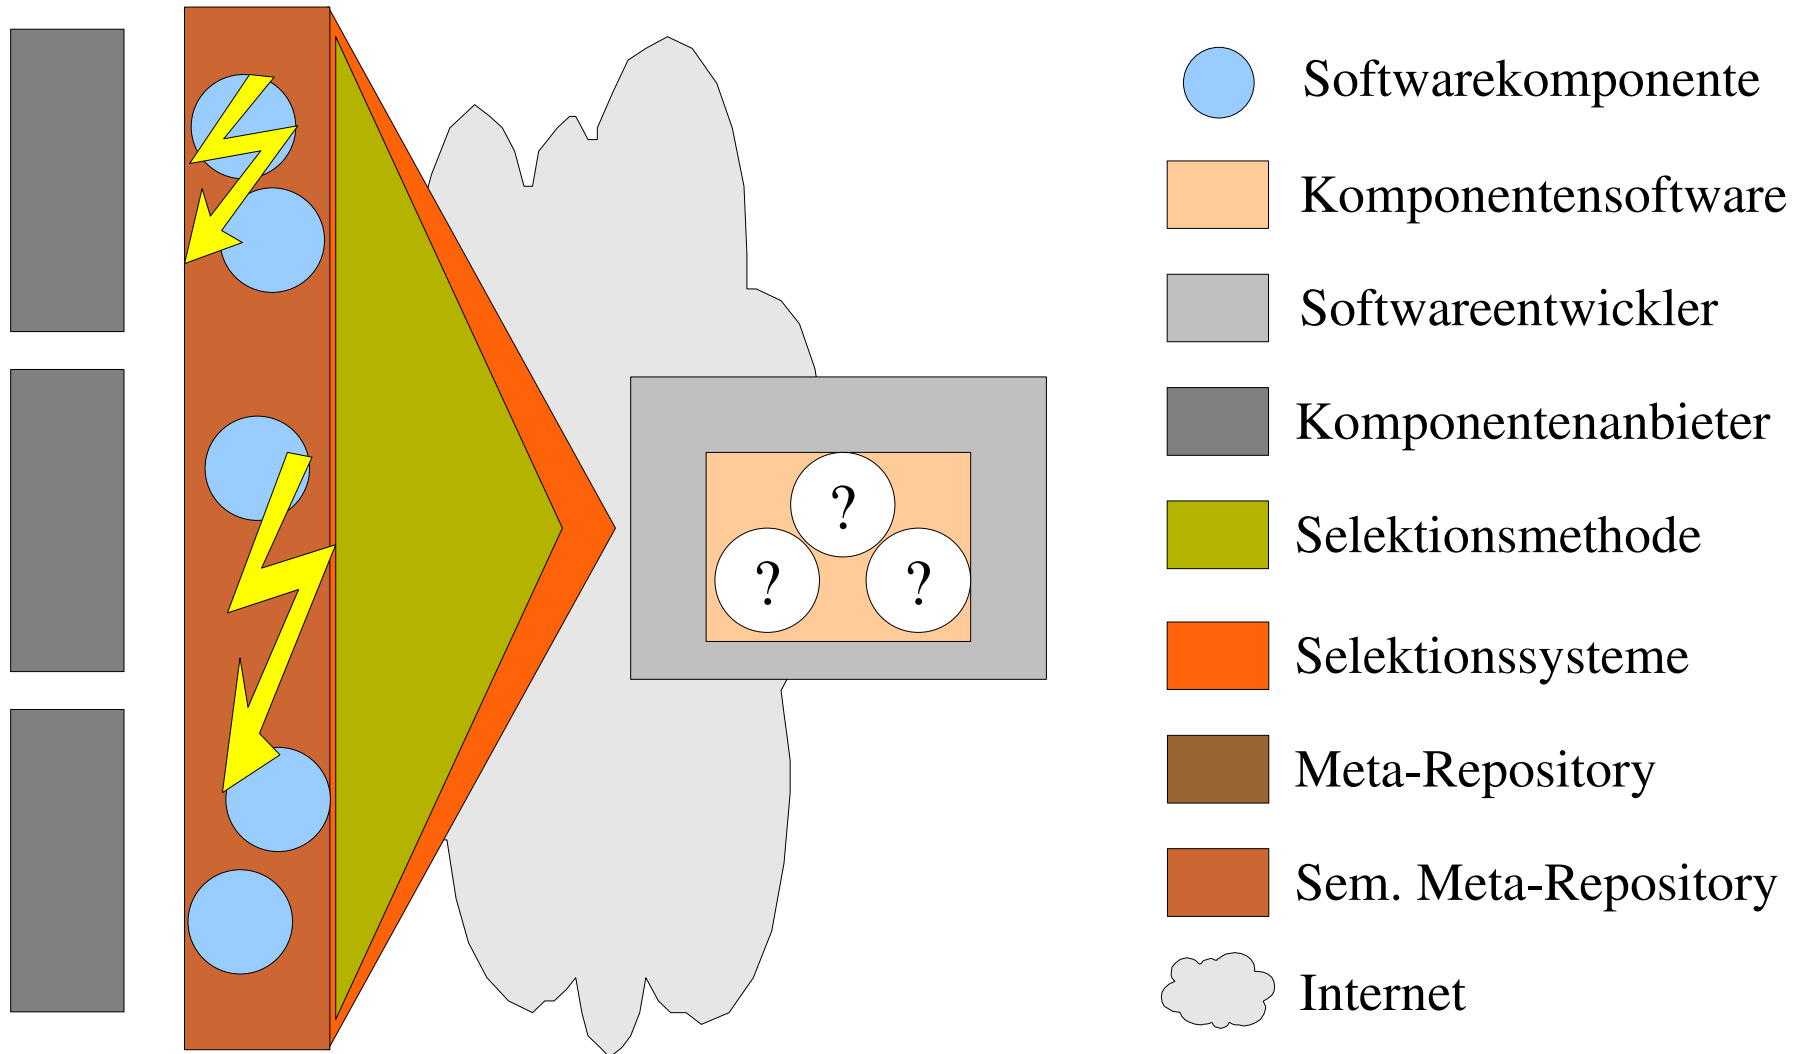 Softwarekomponente
Komponentensoftware
Softwareentwickler
Komponentenanbieter
?
? ?
Selektionsmethode
Selektionssysteme
Meta-Repository
Sem. Meta-Repository
Internet